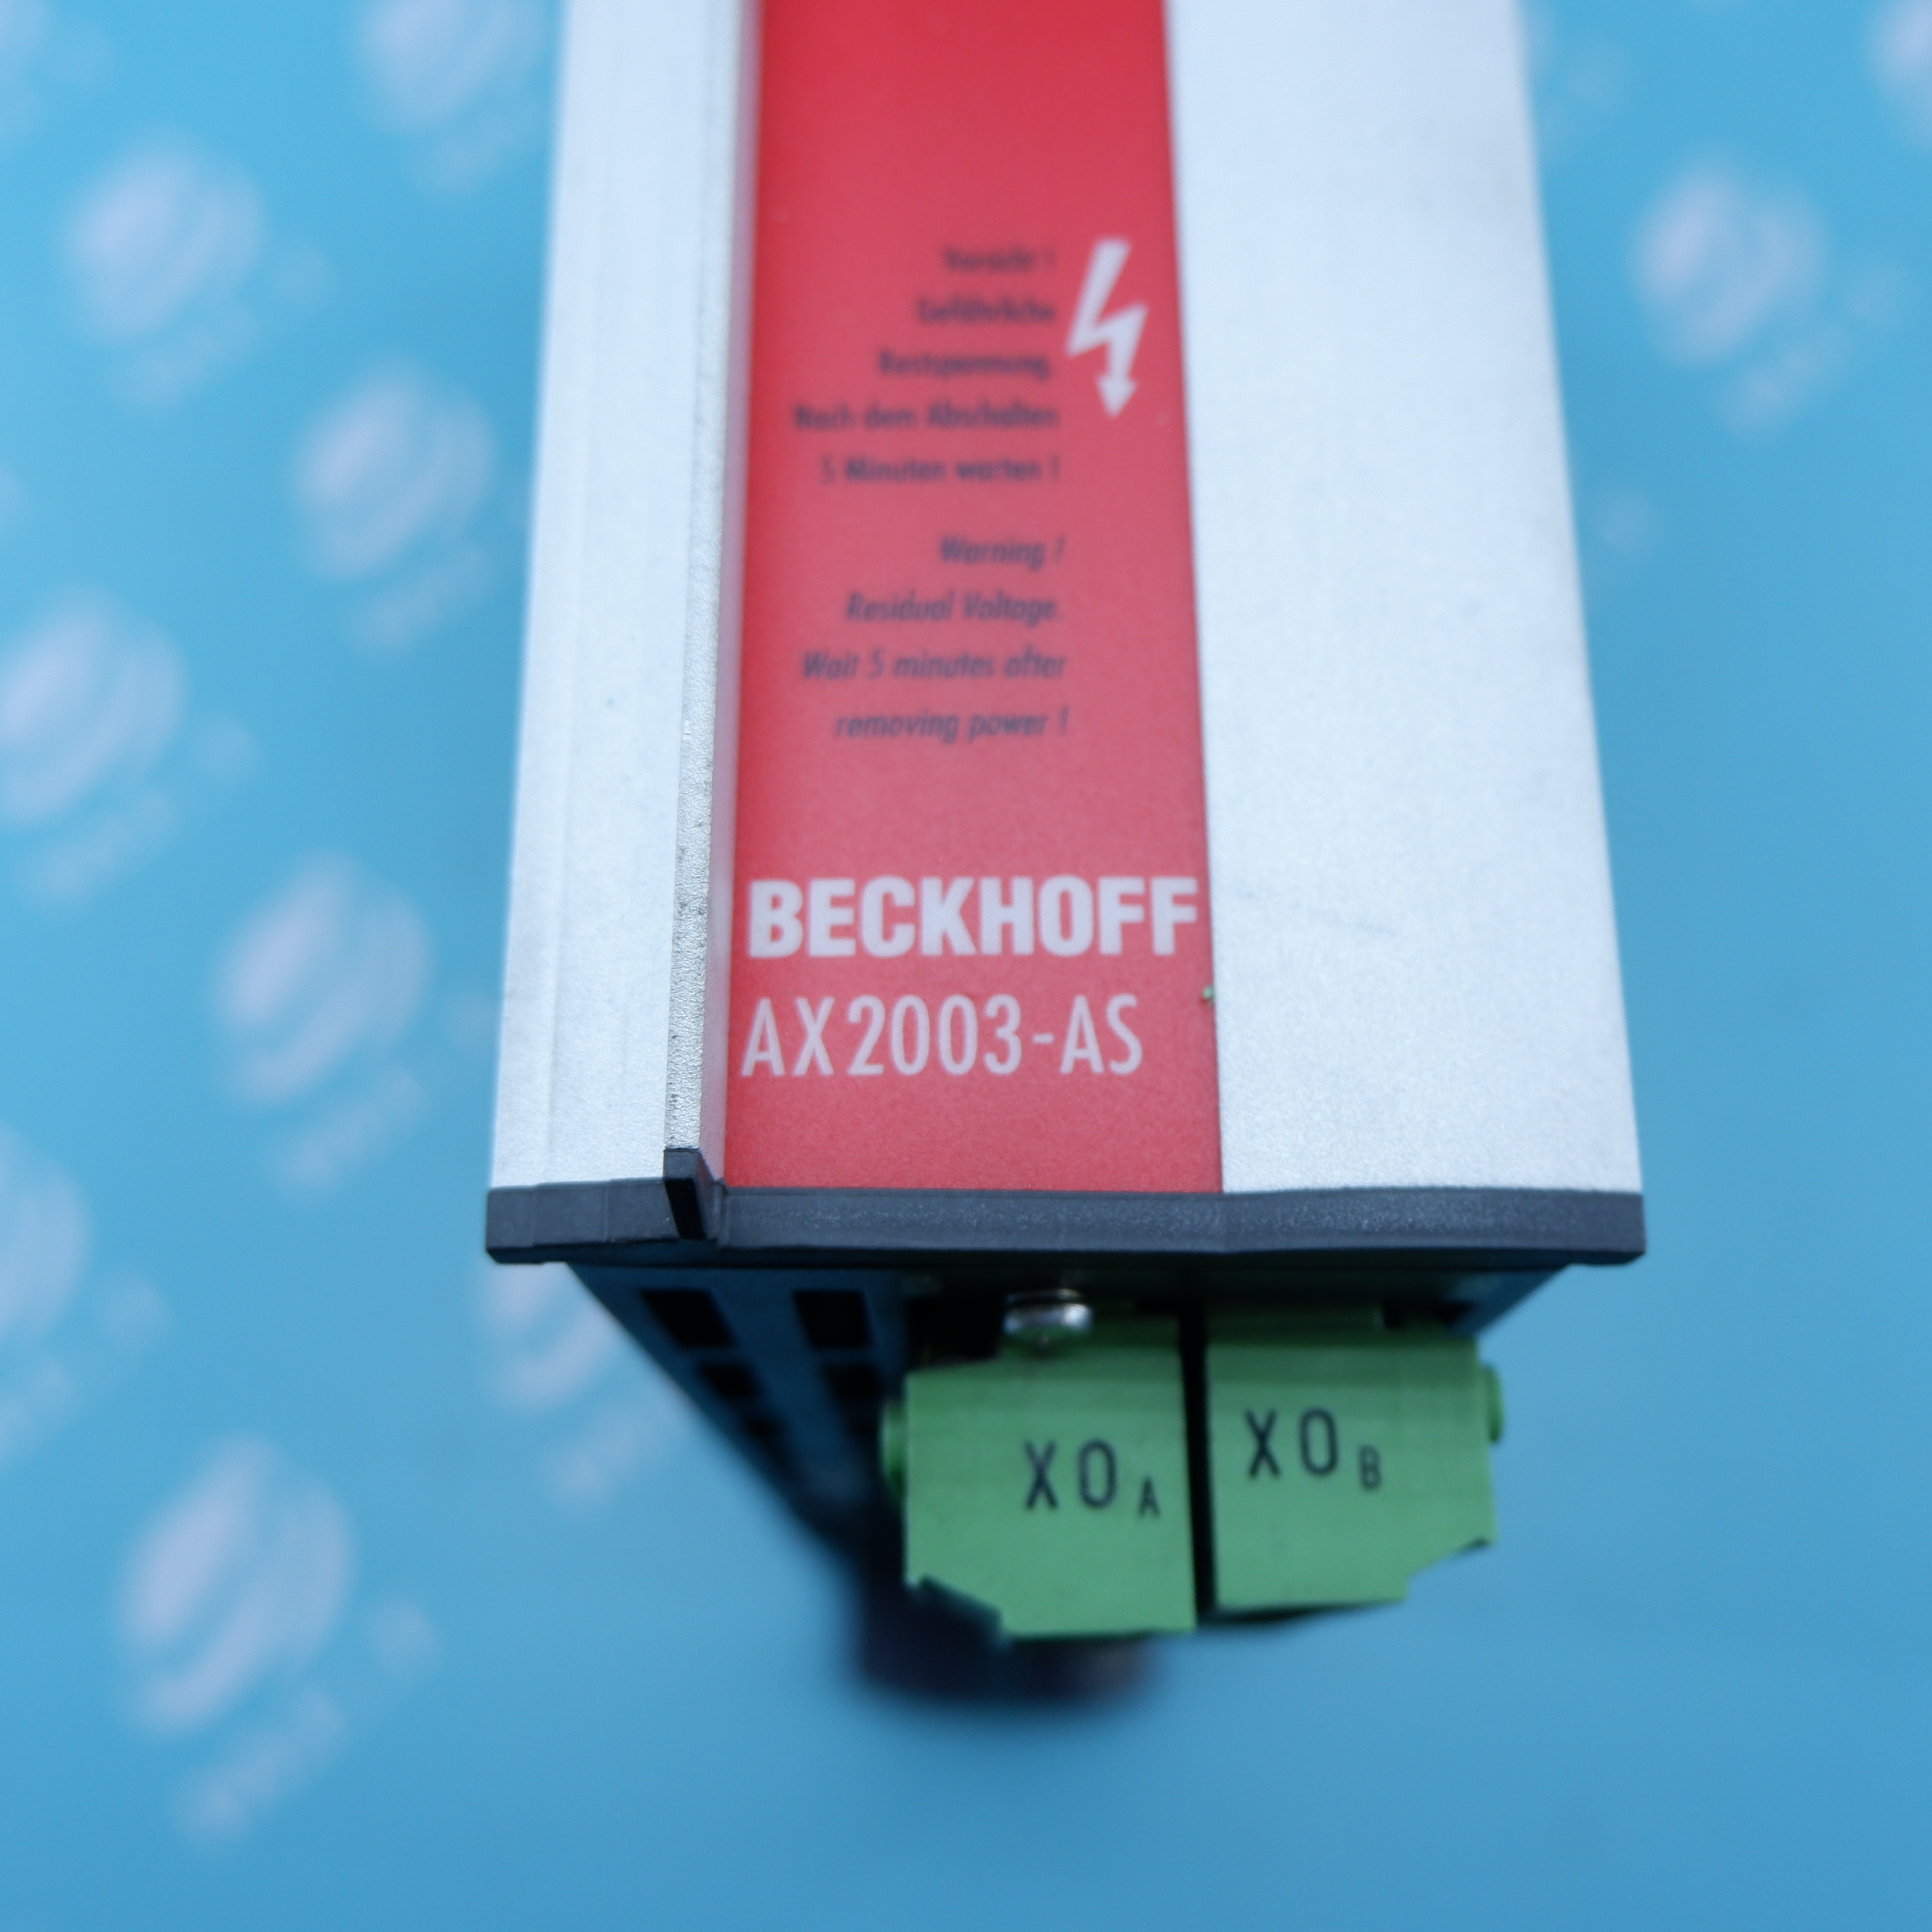 Vorsicht !
Gefährliche
Restspannung.
Nach dem Abschalten
5 Minuten warten !
Warning !
Residual Voltage.
Wait 5 minutes after
removing power !
BECKHOFF
AX2003-AS
X0A
X0B